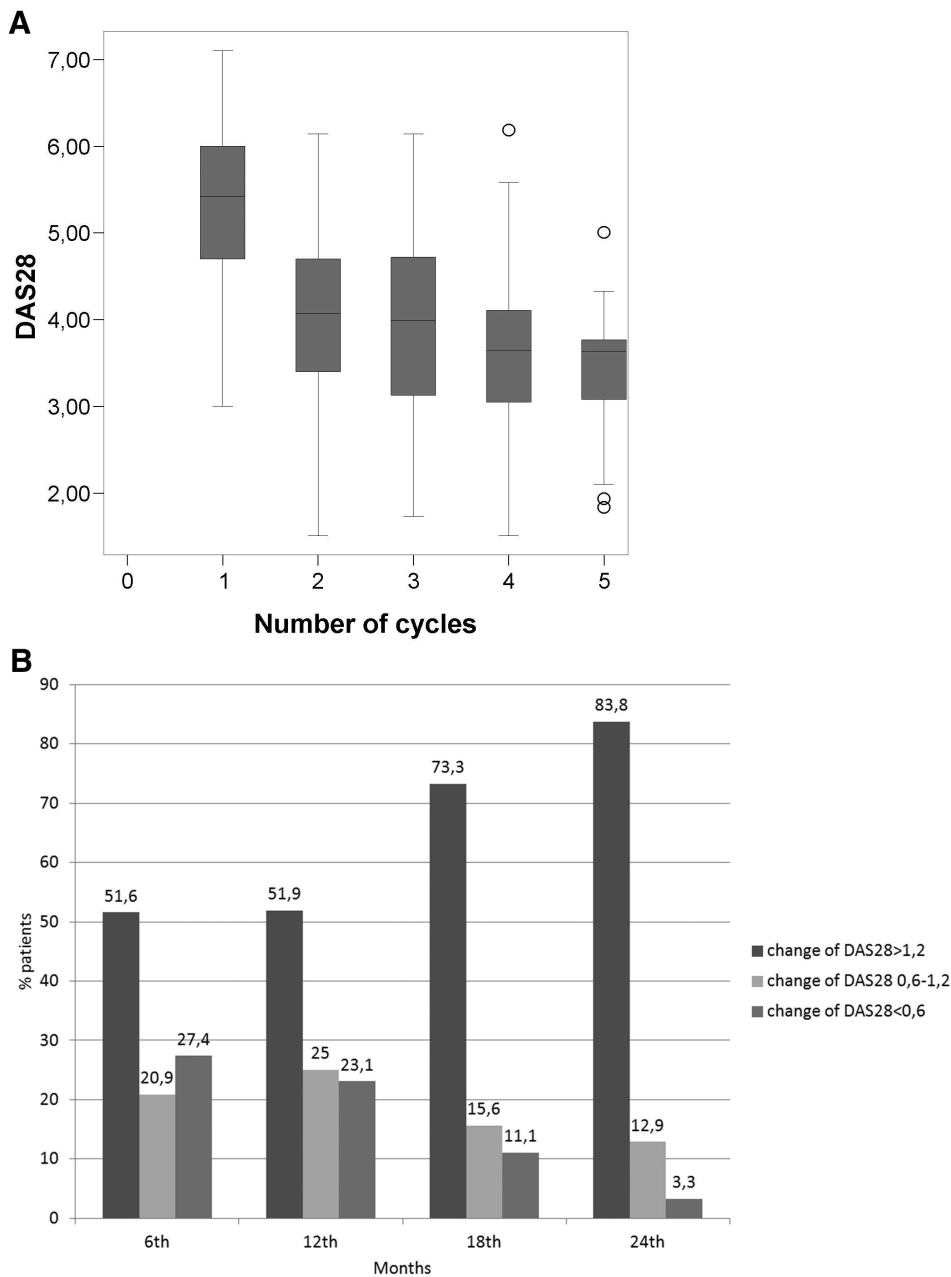 A
7,00
6,00
5,00
4,00
3,00
2,00
DAS28
0 1 2 3 4 5
Number of cycles
B
90
80
70
60
50
40
30
20
10
0
% patients
51,6
20,9
27,4
51,9
25
23,1
73,3
15,6
11,1
83,8
12,9
3,3
6th 12th 18th 24th
Months
change of DAS28>1,2
change of DAS28 0,6-1,2
change of DAS28<0,6